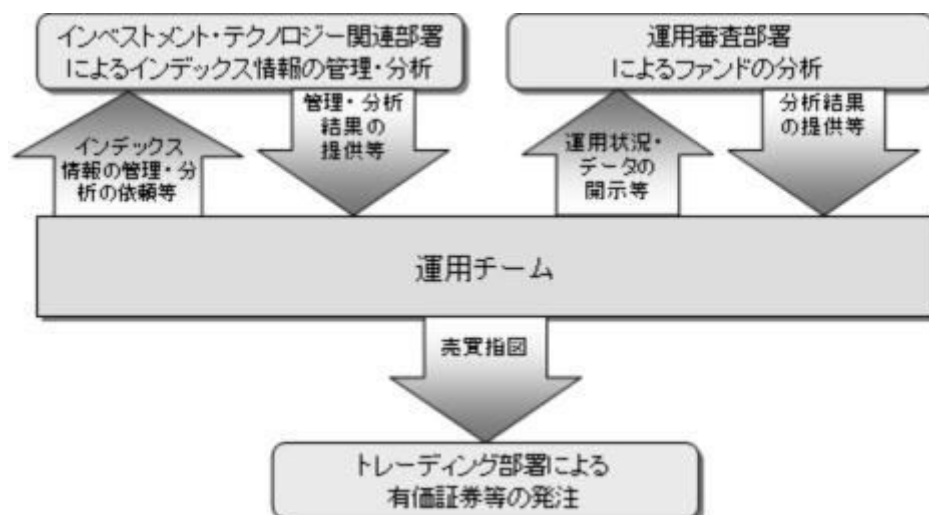 インベストメント・テクノロジー関連部署
によるインデックス情報の管理・分析
運用審査部署
によるファンドの分析
インデックス
情報の管理・分
析の依頼等
管理・分析
結果の
提供等
運用状況・
データの
開示等
分析結果
の提供等
運用チーム
売買指図
トレーディング部署による
有価証券等の発注